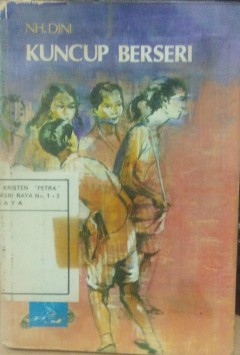 NH. DINI
KUNCUP BERSERI
KRISTEN "PETRA"
RAYA No. 1 - 3